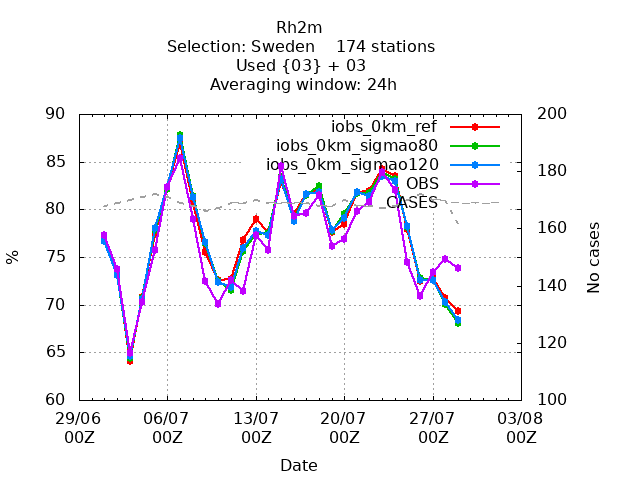 Rh2m
Selection: Sweden 174 stations
Used {03} + 03
Averaging window: 24h
90
85
80
75
70
65
60
%
200
180
160
140
120
100
No cases
iobs_0km_ref
iobs_0km_sigmao80
iobs_0km_sigmao120
OBS
CASES
29/06 06/07 13/07 20/07 27/07 03/08
00Z 00Z 00Z 00Z 00Z 00Z
Date